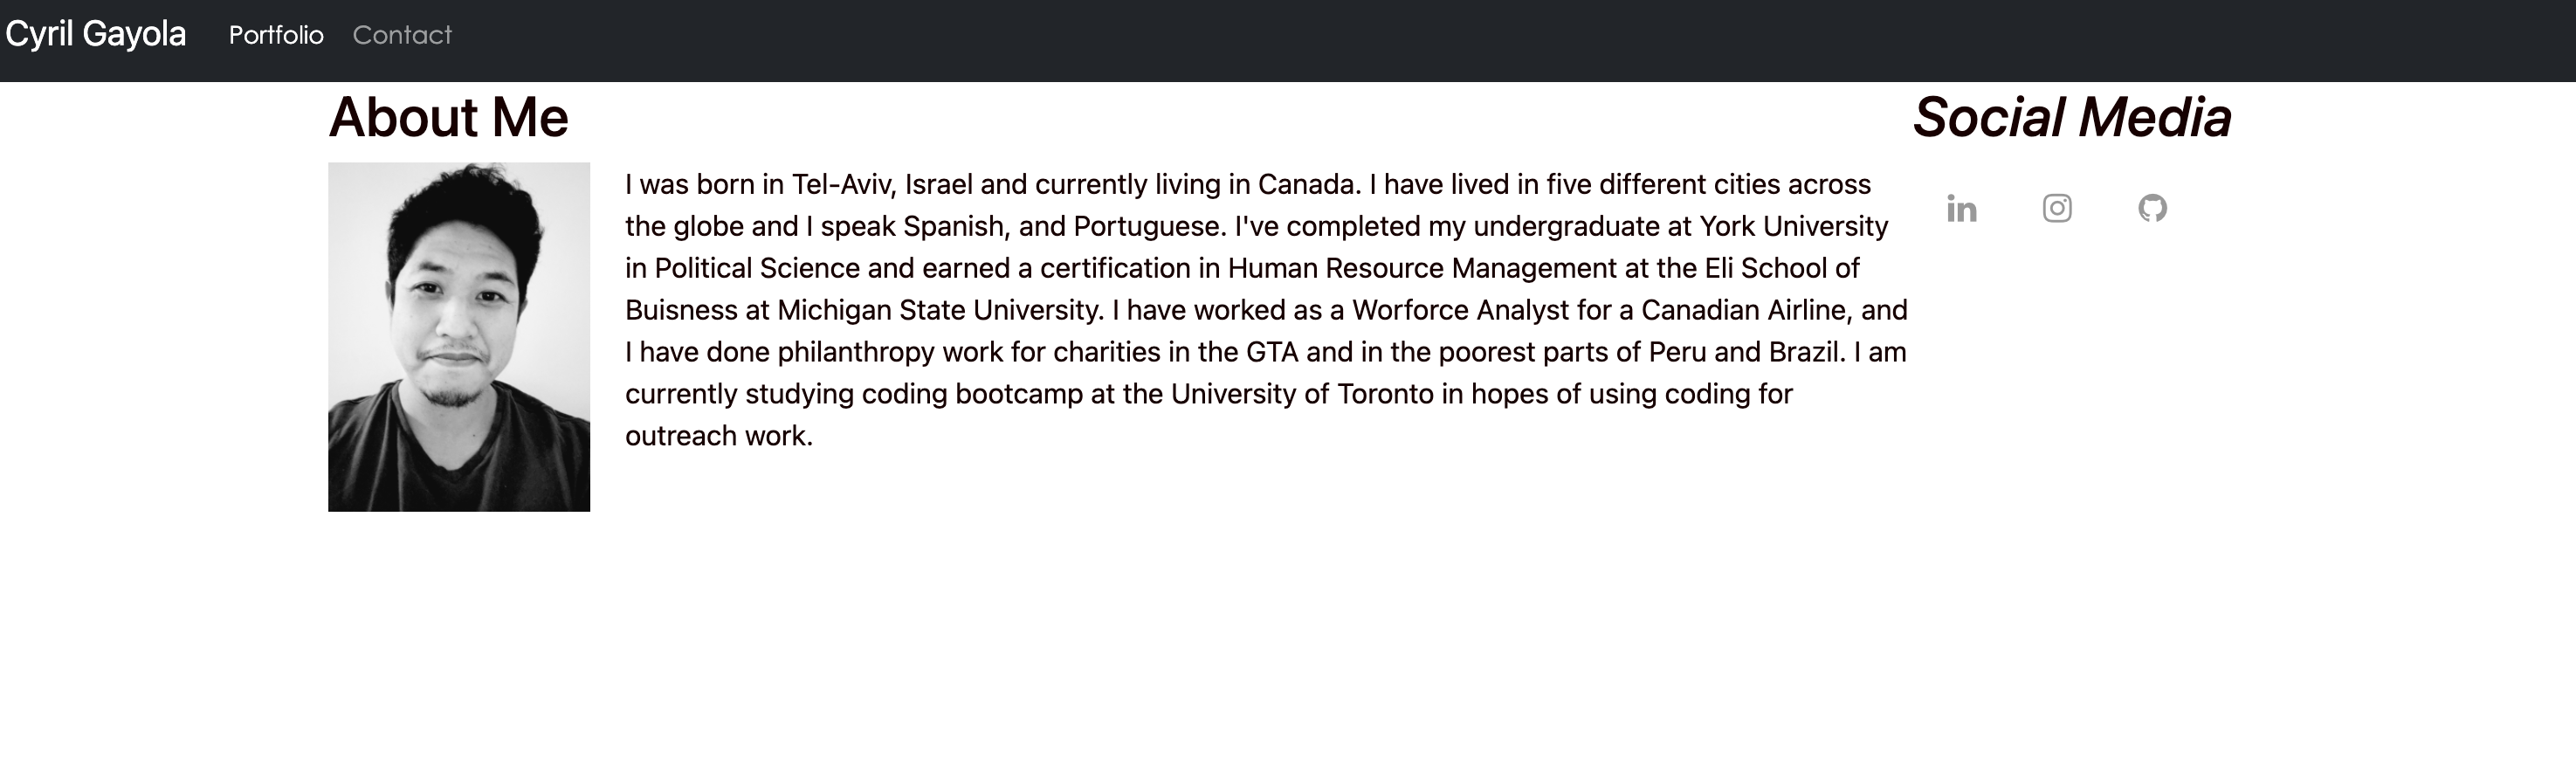 Cyril Gayola Portfolio Contact
About Me
I was born in Tel-Aviv, Israel and currently living in Canada. I have lived in five different cities across
the globe and I speak Spanish, and Portuguese. I've completed my undergraduate at York University
in Political Science and earned a certification in Human Resource Management at the Eli School of
Buisness at Michigan State University. I have worked as a Worforce Analyst for a Canadian Airline, and
I have done philanthropy work for charities in the GTA and in the poorest parts of Peru and Brazil. I am
currently studying coding bootcamp at the University of Toronto in hopes of using coding for
outreach work.
Social Media
in